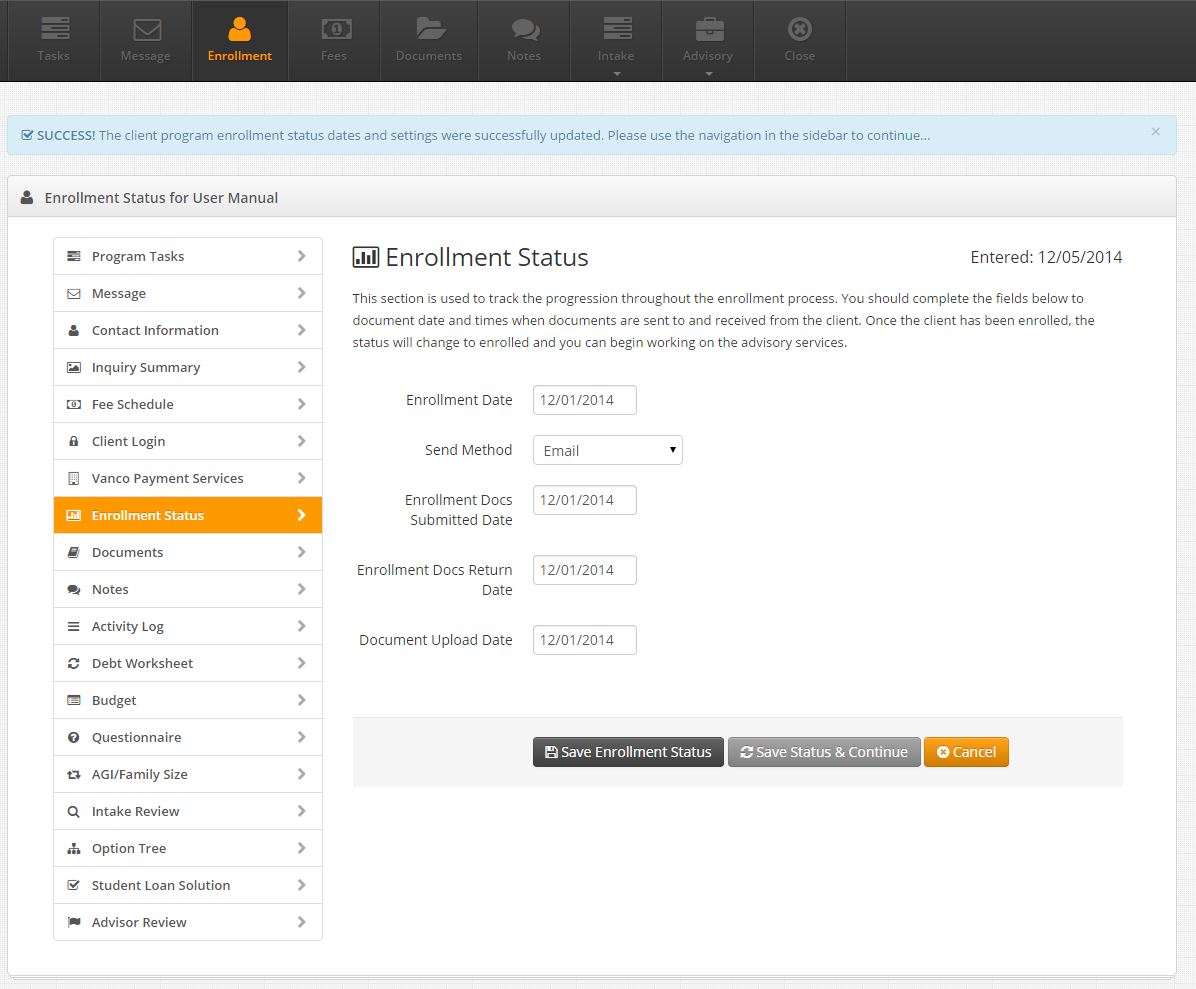 Tasks
Message
Enrollment
Fees
Documents
Notes
Intake
Advisory
Close
SUCCESS! The client program enrollment status dates and settings were successfully updated. Please use the navigation in the sidebar to continue...
×
Enrollment Status for User Manual
Program Tasks
Message
Contact Information
Inquiry Summary
Fee Schedule
Client Login
Vanco Payment Services
Enrollment Status
Documents
Notes
Activity Log
Debt Worksheet
Budget
Questionnaire
AGI/Family Size
Intake Review
Option Tree
Student Loan Solution
Advisor Review
Enrollment Status
Entered: 12/05/2014
This section is used to track the progression throughout the enrollment process. You should complete the fields below to
document date and times when documents are sent to and received from the client. Once the client has been enrolled, the
status will change to enrolled and you can begin working on the advisory services.
Enrollment Date 12/01/2014
Send Method Email
Enrollment Docs 12/01/2014
Submitted Date
Enrollment Docs Return 12/01/2014
Date
Document Upload Date 12/01/2014
Save Enrollment Status
Save Status & Continue
Cancel